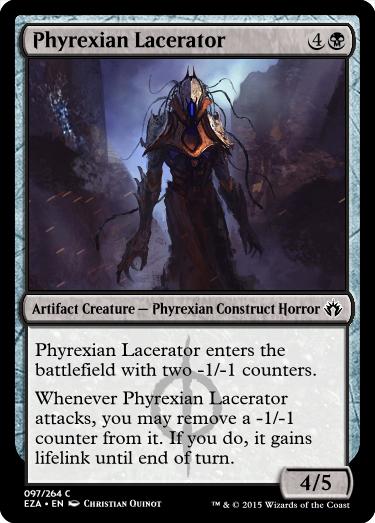 Phyrexian Lacerator 4
Artifact Creature — Phyrexian Construct Horror
Phyrexian Lacerator enters the
battlefield with two -1/-1 counters.
Whenever Phyrexian Lacerator
attacks, you may remove a -1/-1
counter from it. If you do, it gains
lifelink until end of turn.
4/5
097/264 C
EZA • EN Christian Quinot ™ & © 2015 Wizards of the Coast